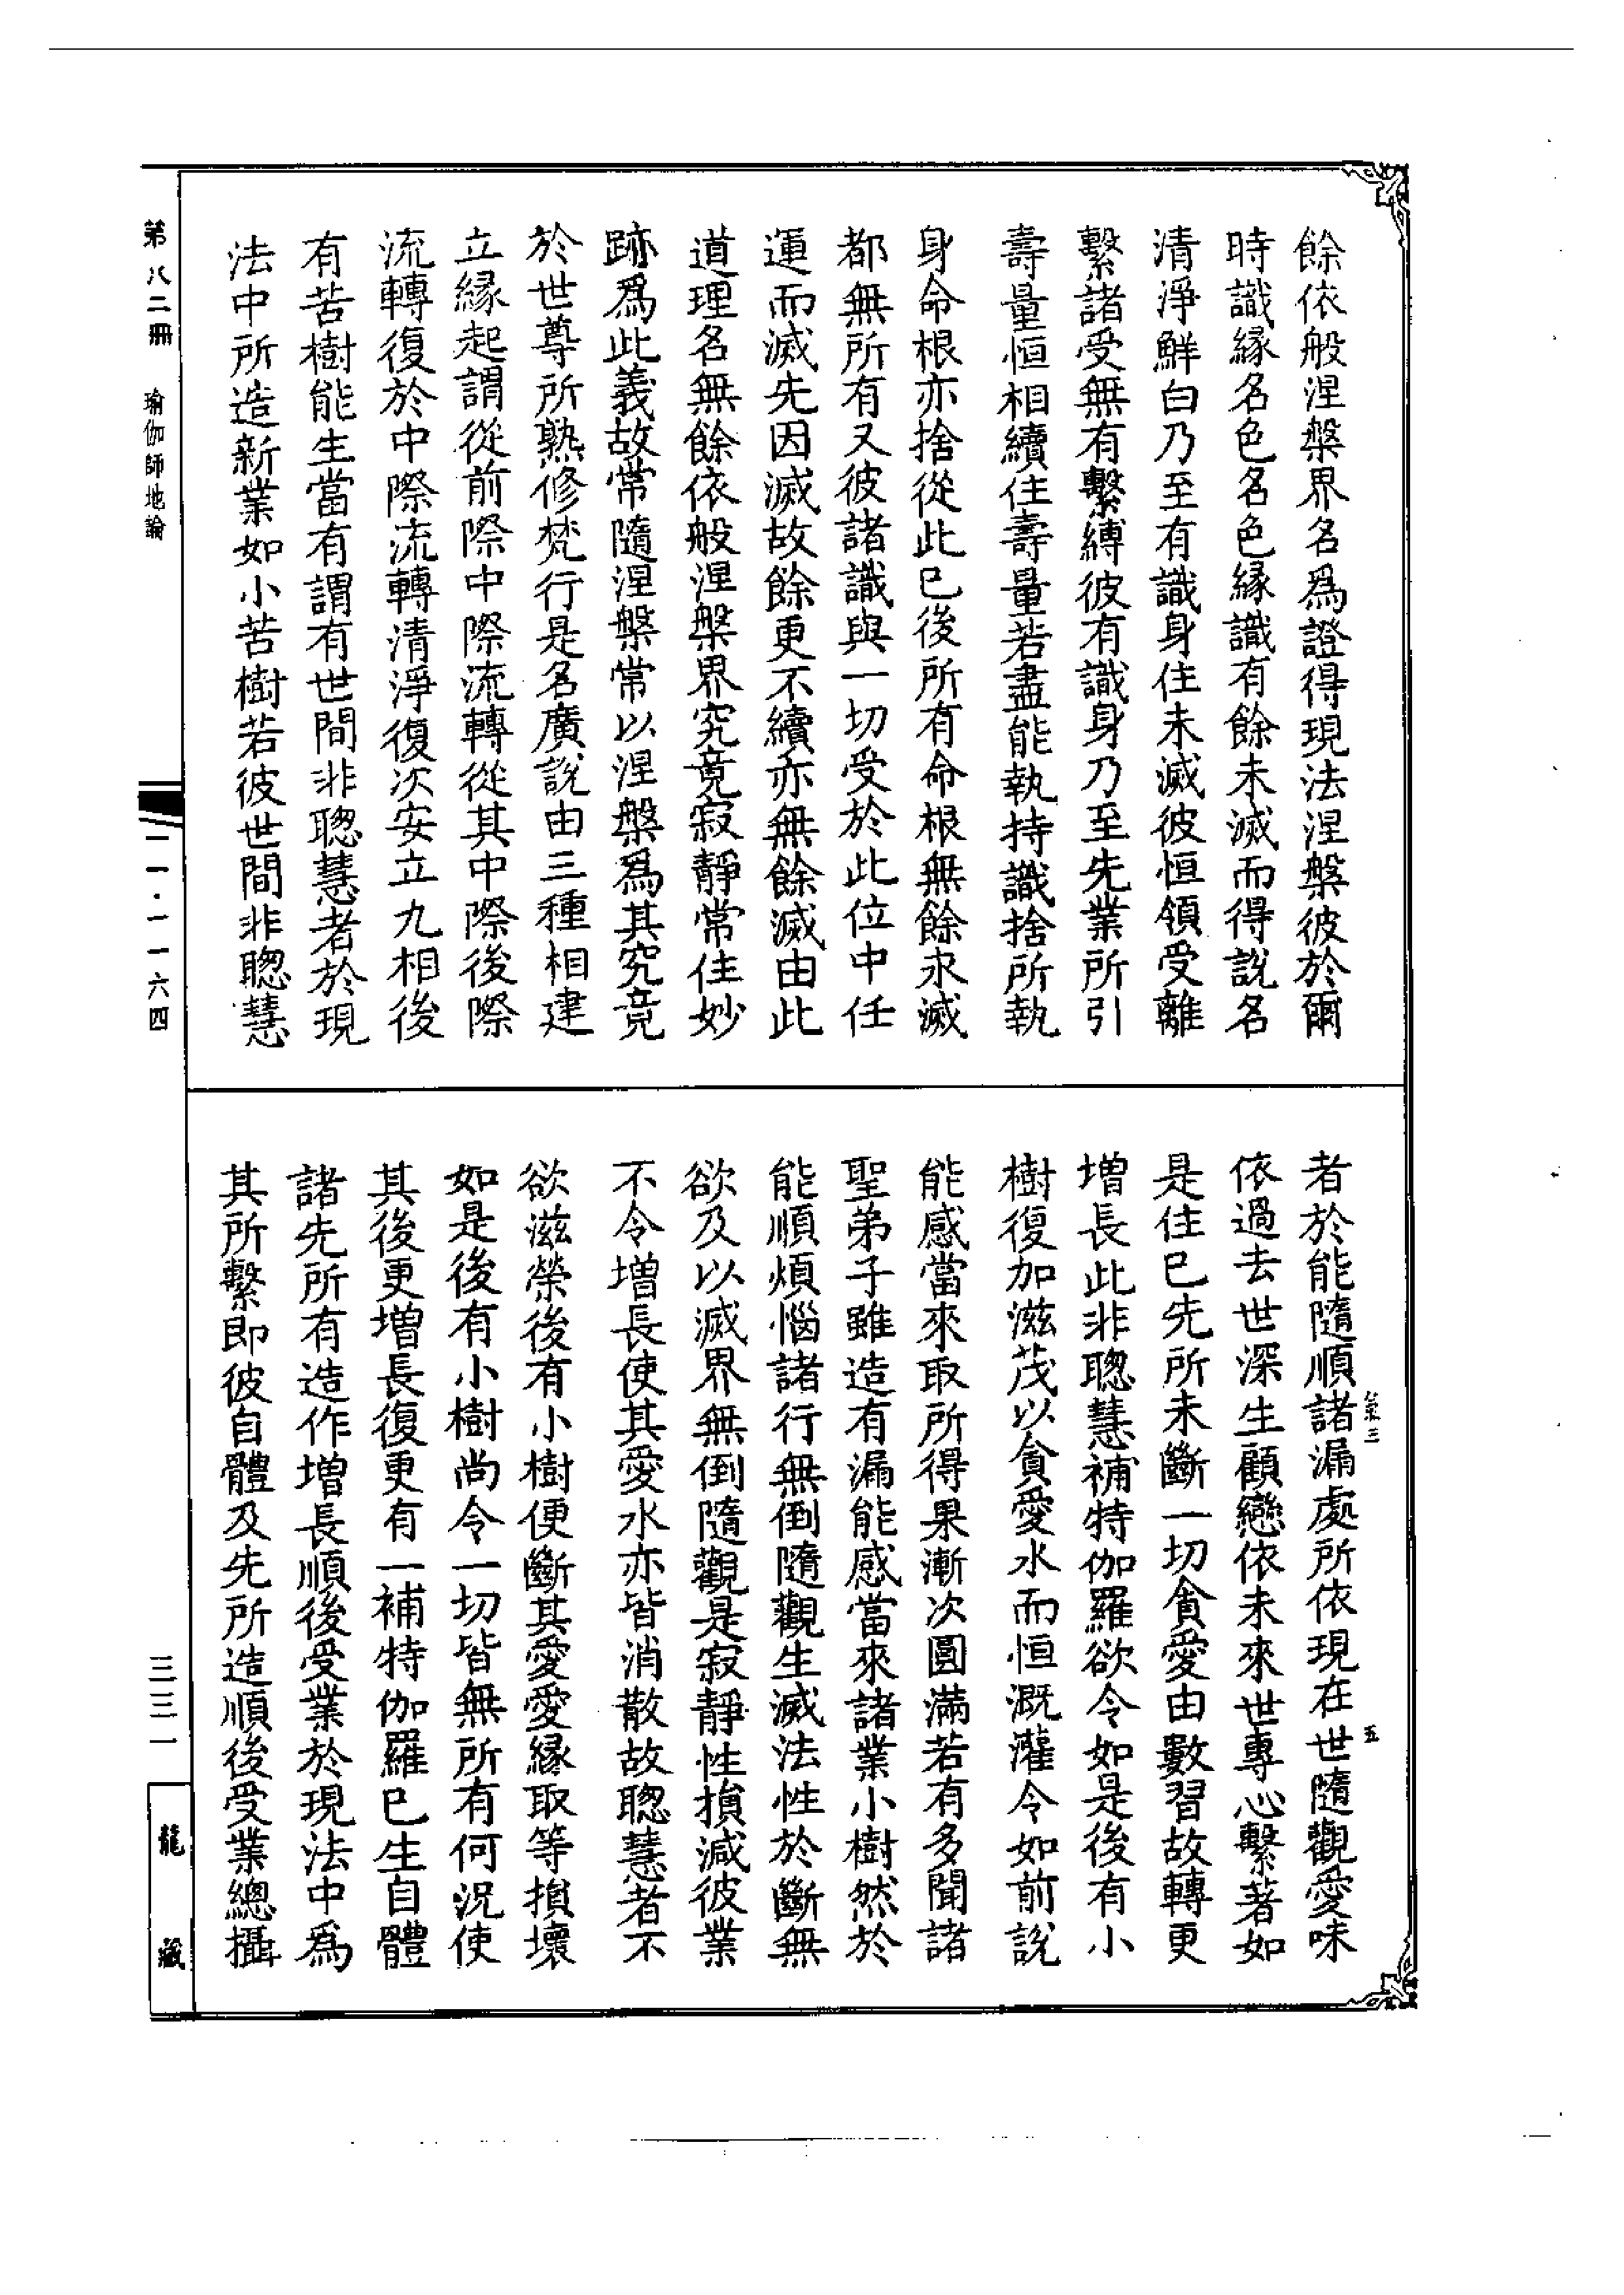 餘依般涅槃界名爲證得現法涅槃彼於爾
時識緣名色名色緣識有餘未滅而得說名
清淨鮮白乃至有識身住未滅彼恒領受離
繫諸受無有繫縛彼有識身乃至先業所引
壽量恒相續住壽量若盡能執持識捨所執
身命根亦捨從此已後所有命根無餘永滅
都無所有又彼諸識與一切受於此位中任
運而滅先因滅故餘更不續亦無餘滅由此
道理名無餘依般涅槃界究竟寂靜常住妙
跡爲此義故常隨涅槃常以涅槃爲其究竟
於世尊所熟修梵行是名廣說由三種相建
立緣起謂從前際中際流轉從其中際後際
流轉復於中際流轉清淨復次安立九相後
有苦樹能生當有謂有世間非聰慧者於現
法中所造新業如小苦樹若彼世間非聰慧
者於能隨順諸漏處所依現在世隨觀愛味
依過去世深生顧戀依未來世專心繫著如
是住已先所未斷一切貪愛由數習故轉更
增長此非聰慧補特伽羅欲令如是後有小
樹復加滋茂以貪愛水而恒溉灌令如前說
能感當來取所得果漸次圓滿若有多聞諸
聖弟子雖造有漏能感當來諸業小樹然於
能順煩惱諸行無倒隨觀生滅法性於斷無
欲及以滅界無倒隨觀是寂靜性損減彼業
不令增長使其愛水亦皆消散故聰慧者不
欲滋榮後有小樹便斷其愛愛緣取等損壞
如是後有小樹尚令一切皆無所有何況使
其後更增長復更有一補特伽羅已生自體
諸先所有造作增長順後受業於現法中爲
其所繫即彼自體及先所造順後受業總攝
第八二冊 瑜伽師地論
一一·一一六四
三三一
龍藏
三
五